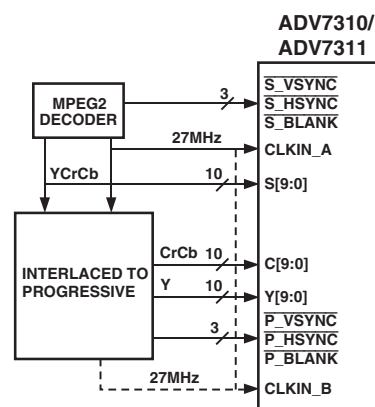 ADV7310/
ADV7311
MPEG2
DECODER
3
S_VSYNC
S_HSYNC
S_BLANK
27MHz
CLKIN_A
YCrCb
10
S[9:0]
INTERLACED TO
PROGRESSIVE
CrCb
10
C[9:0]
Y
10
Y[9:0]
3
P_VSYNC
P_HSYNC
P_BLANK
27MHz
CLKIN_B